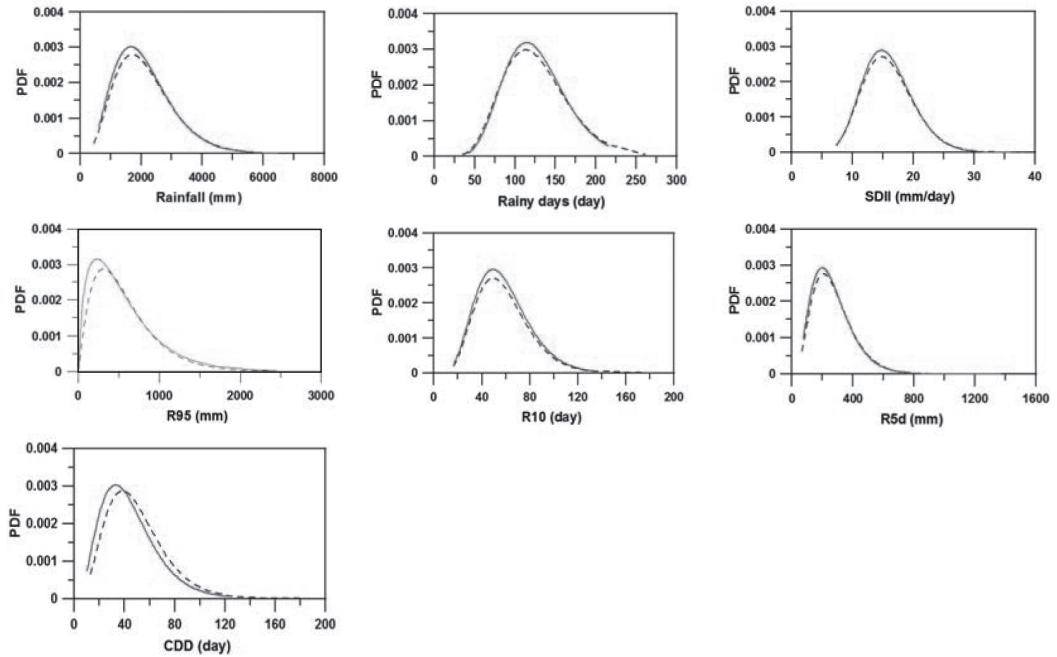 0.004
0.003
0.002
0.001
0
PDF
0 2000 4000 6000 8000
Rainfall (mm)
0.004
0.003
0.002
0.001
0
PDF
0 50 100 150 200 250 300
Rainy days (day)
0.004
0.003
0.002
0.001
0
PDF
0 10 20 30 40
SDII (mm/day)
0.004
0.003
0.002
0.001
0
PDF
0 1000 2000 3000
R95 (mm)
0.004
0.003
0.002
0.001
0
PDF
0 40 80 120 160 200
R10 (day)
0.004
0.003
0.002
0.001
0
PDF
0 400 800 1200 1600
R5d (mm)
0.004
0.003
0.002
0.001
0
PDF
0 40 80 120 160 200
CDD (day)